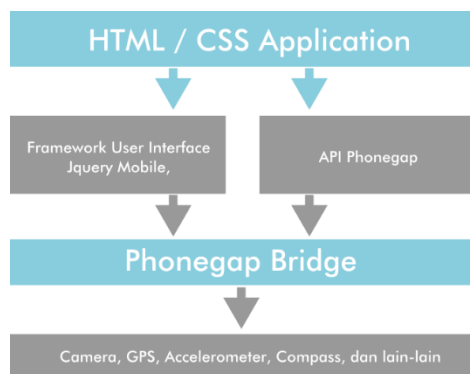 HTML / CSS Application
Framework User Interface
Jquery Mobile,
API Phonegap
Phonegap Bridge
Camera, GPS, Accelerometer, Compass, dan lain-lain